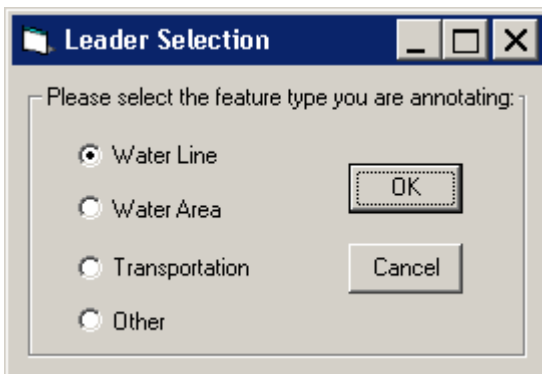 Leader Selection
Please select the feature type you are annotating:
Water Line
OK
Water Area
Transportation
Cancel
Other